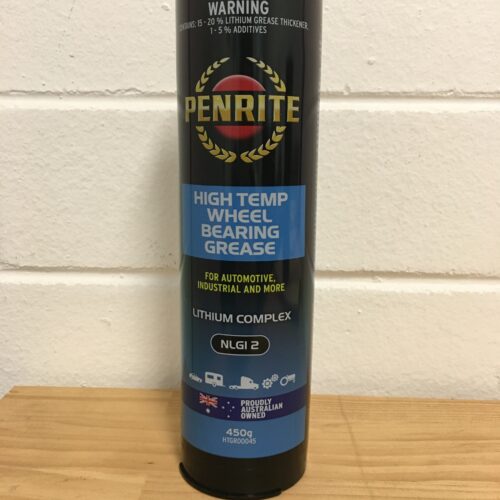 WARNING
CONTAINS: 15 - 20 % LITHIUM GREASE THICKENER
1 - 5 % ADDITIVES
PENRITE
HIGH TEMP
WHEEL
BEARING
GREASE
FOR AUTOMOTIVE,
INDUSTRIAL AND MORE
LITHIUM COMPLEX
NLGI 2
PROUDLY
AUSTRALIAN
OWNED
450g
HTGR00045